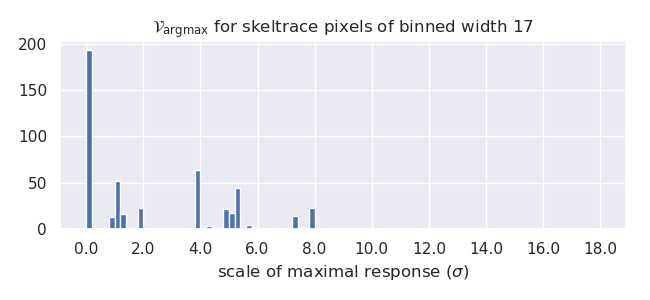 𝒱argmax for skeltrace pixels of binned width 17
200
150
100
50
0
0.0 2.0 4.0 6.0 8.0 10.0 12.0 14.0 16.0 18.0
scale of maximal response (σ)